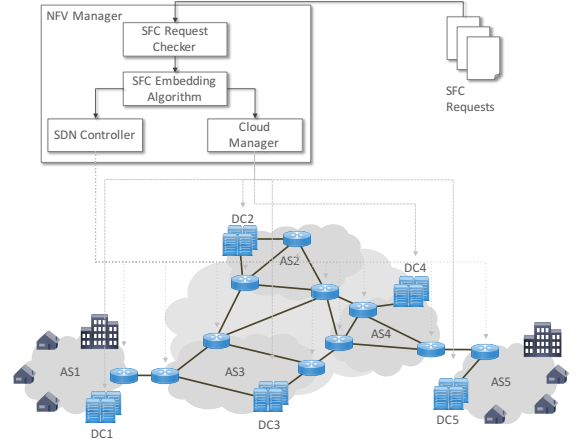 NFV Manager
SFC Request
Checker
SFC Embedding
Algorithm
SDN Controller
Cloud
Manager
SFC
Requests
DC2
AS2
DC4
AS4
AS1
AS3
AS5
DC1
DC3
DC5